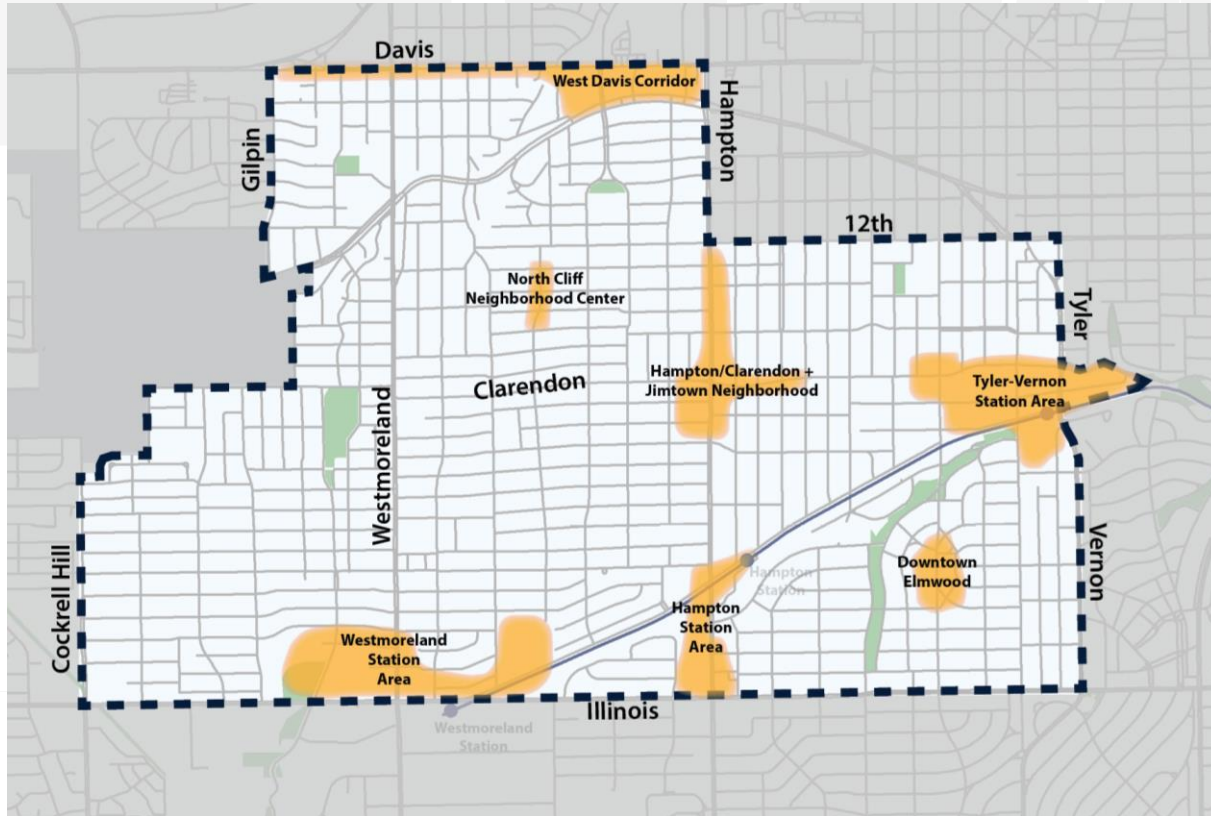 Davis
West Davis Corridor
Gilpin
Hampton
12th
North Cliff
Neighborhood Center
Tyler
Hampton/Clarendon +
Jimtown Neighborhood
Clarendon
Tyler-Vernon
Station Area
Westmoreland
Vernon
Downtown
Elmwood
Hampton
Station
Cockrell Hill
Hampton
Station
Area
Westmoreland
Station
Area
Illinois
Westmoreland
Station